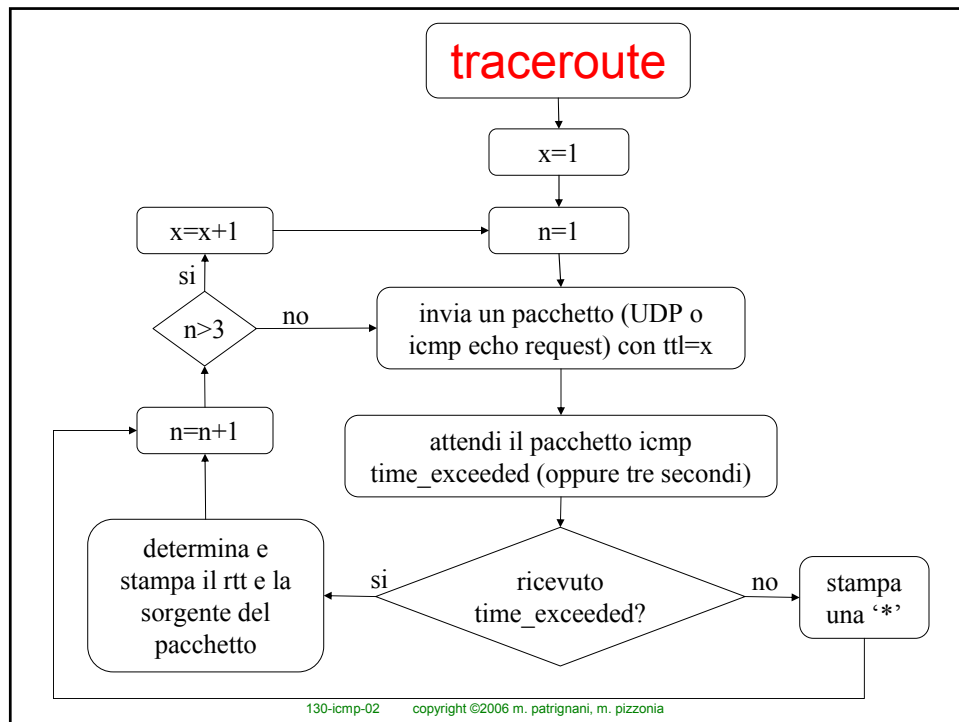 traceroute
x=1
x=x+1
n=1
si
n>3
no
invia un pacchetto (UDP o
icmp echo request) con ttl=x
n=n+1
attendi il pacchetto icmp
time_exceeded (oppure tre secondi)
determina e
stampa il rtt e la
sorgente del
pacchetto
si
ricevuto
time_exceeded?
no
stampa
una ‘*’
130-icmp-02 copyright ©2006 m. patrignani, m. pizzonia